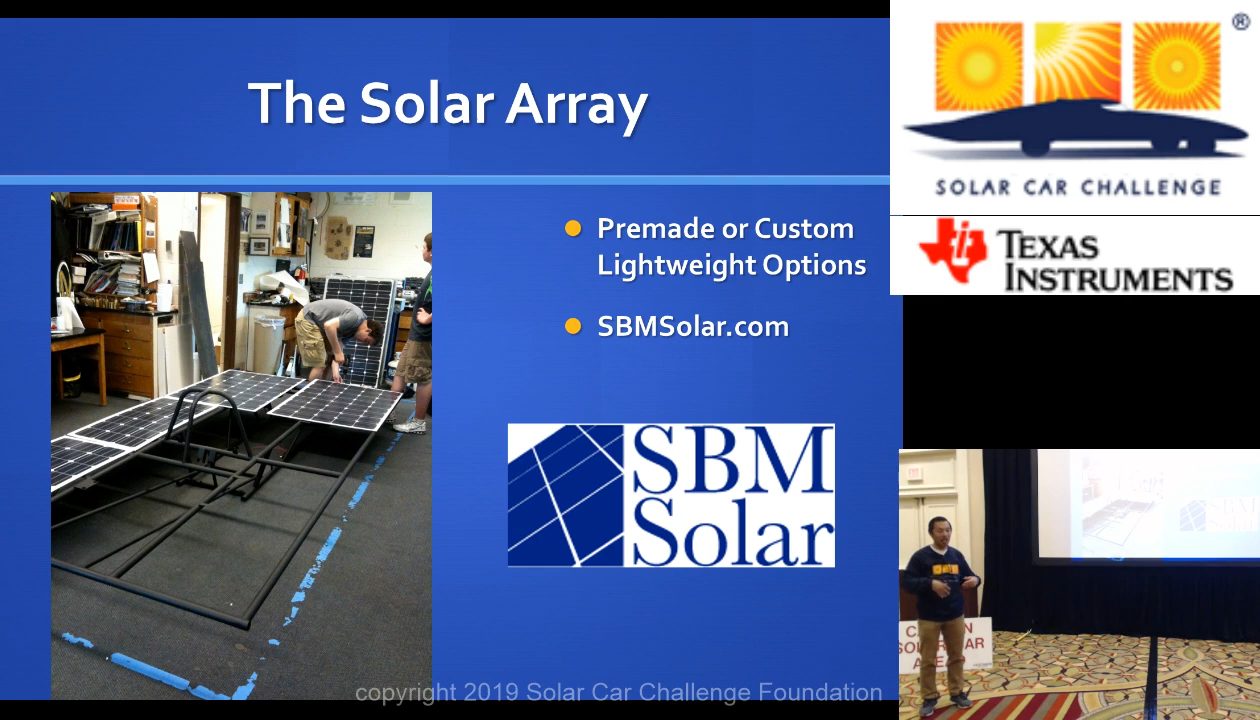 The Solar Array
Premade or Custom
Lightweight Options
SBMSolar.com
SBM
Solar
copyright 2019 Solar Car Challenge Foundation
®
SOLAR CAR CHALLENGE
TEXAS
INSTRUMENTS